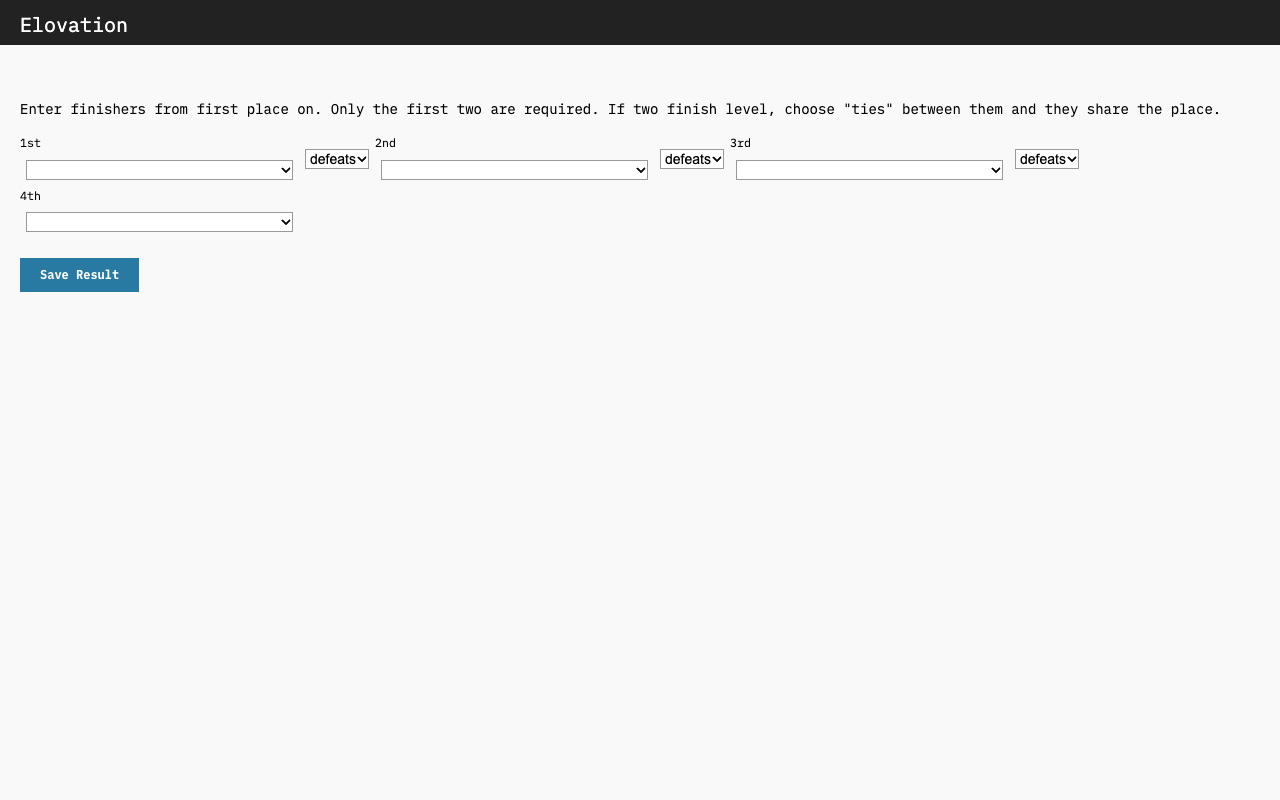 Elovation
Enter finishers from first place on. Only the first two are required. If two finish level, choose "ties" between them and they share the place.
1st defeats 2nd defeats 3rd defeats
4th
Save Result